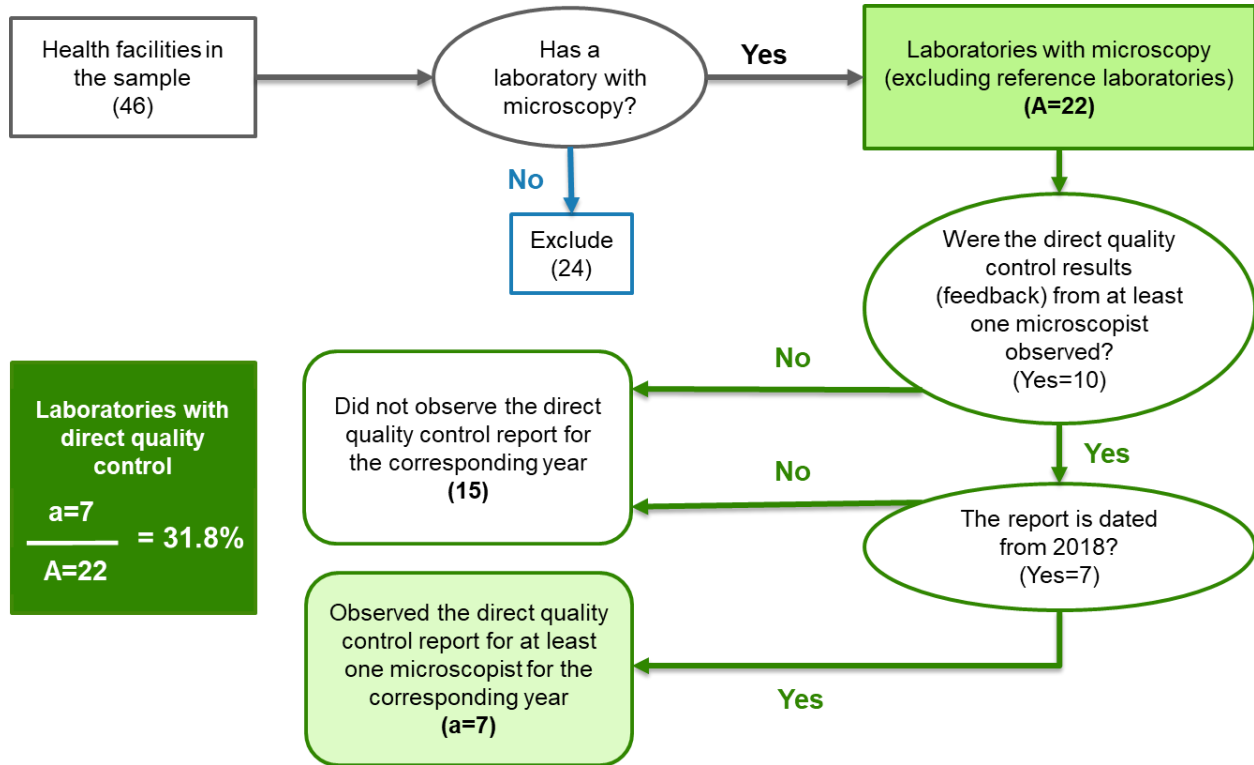 Health facilities in
the sample
(46)
Has a
laboratory with
microscopy?
Yes
Laboratories with microscopy
(excluding reference laboratories)
(A=22)
No
Exclude
(24)
Were the direct quality
control results
(feedback) from at least
one microscopist
observed?
(Yes=10)
No
Did not observe the direct
quality control report for
the corresponding year
(15)
Yes
No
The report is dated
from 2018?
(Yes=7)
Laboratories with
direct quality
control
a=7
= 31.8%
A=22
Observed the direct quality
control report for at least
one microscopist for the
corresponding year
(a=7)
Yes